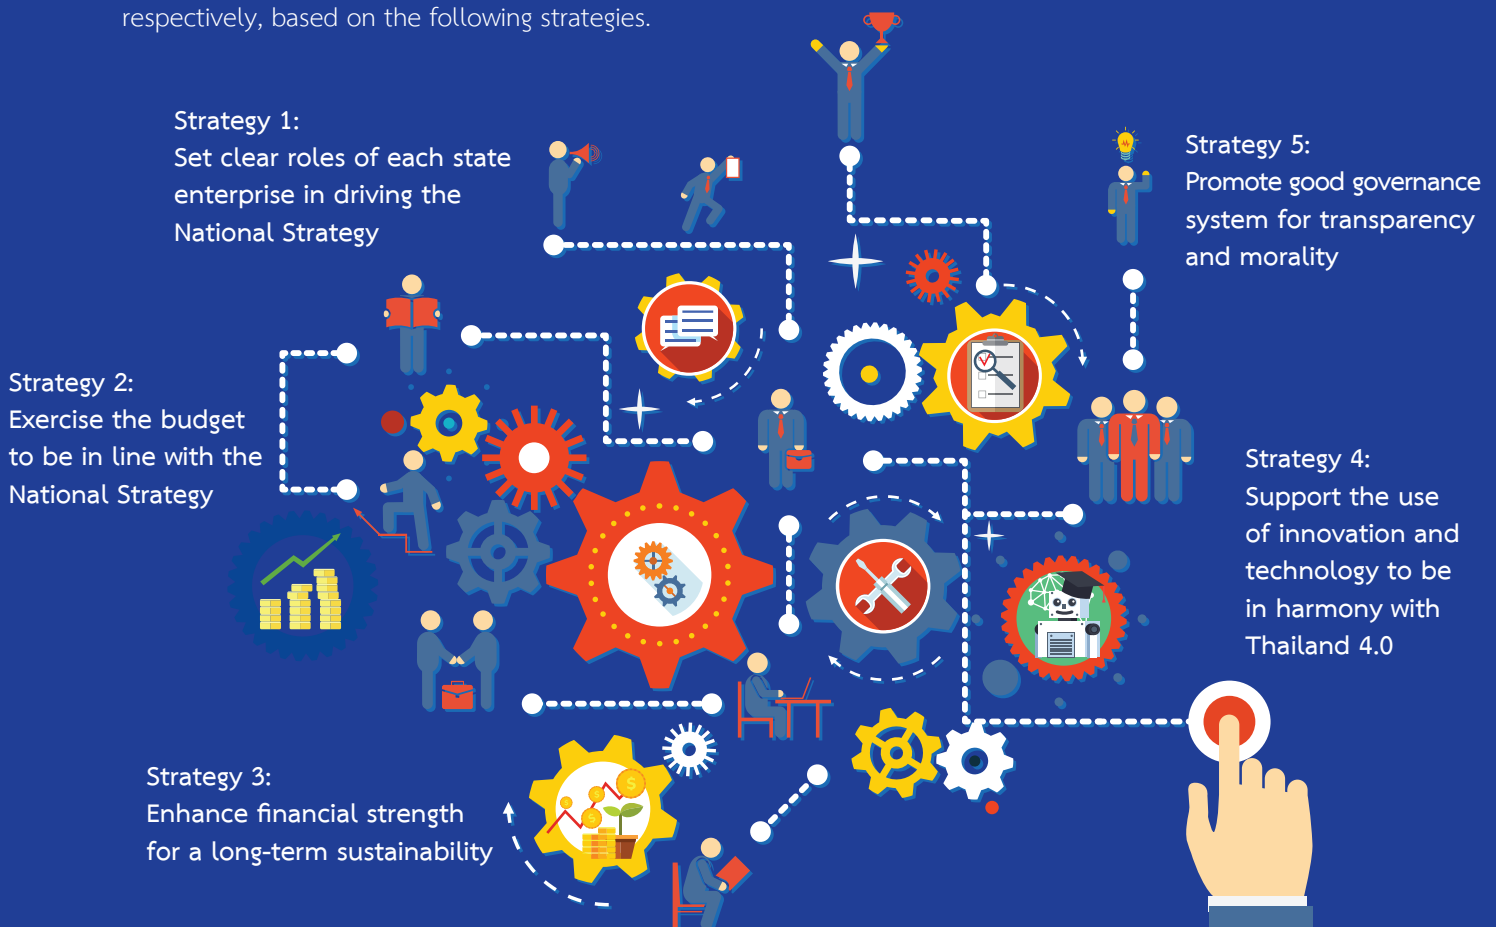 respectively, based on the following strategies.
Strategy 1:
Set clear roles of each state
enterprise in driving the
National Strategy
Strategy 5:
Promote good governance
system for transparency
and morality
Strategy 2:
Exercise the budget
to be in line with the
National Strategy
Strategy 4:
Support the use
of innovation and
technology to be
in harmony with
Thailand 4.0
Strategy 3:
Enhance financial strength
for a long-term sustainability